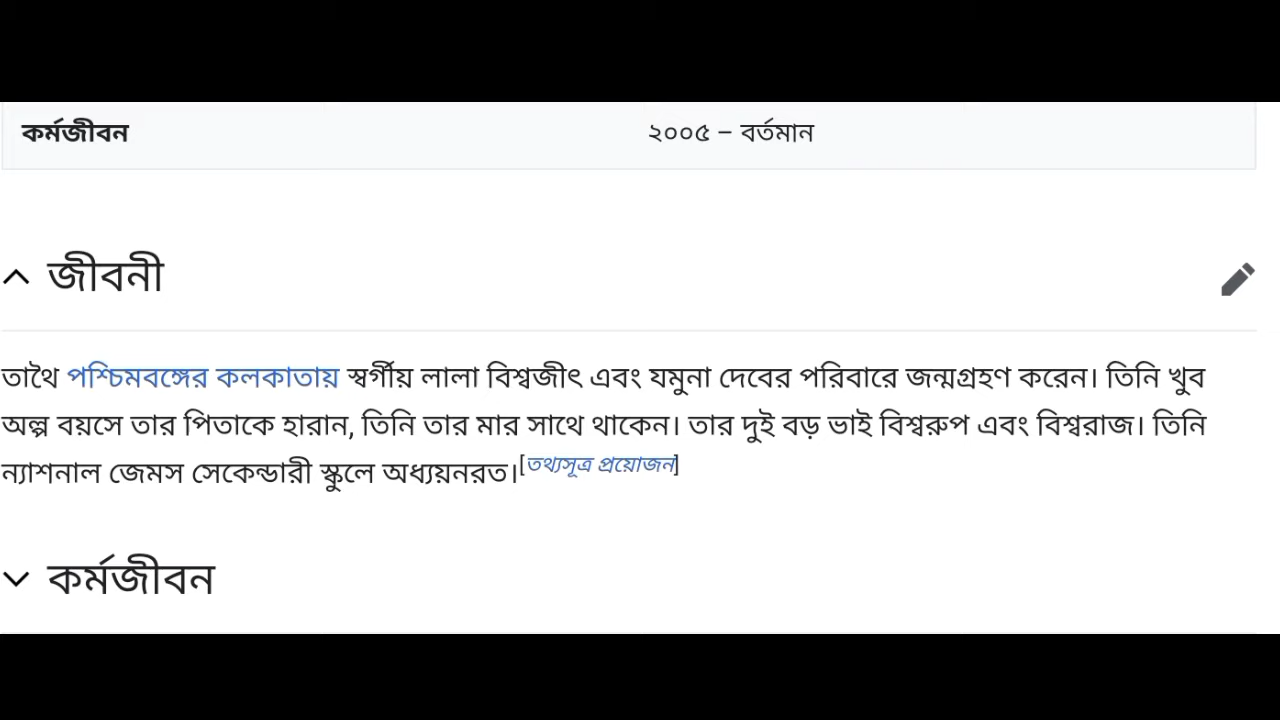 কর্মজীবন ২০০৫ – বর্তমান
জীবনী
তাথৈ পশ্চিমবঙ্গের কলকাতায় স্বর্গীয় লালা বিশ্বজীৎ এবং যমুনা দেবের পরিবারে জন্মগ্রহণ করেন। তিনি খুব
অল্প বয়সে তার পিতাকে হারান, তিনি তার মার সাথে থাকেন। তার দুই বড় ভাই বিশ্বরুপ এবং বিশ্বরাজ। তিনি
ন্যাশনাল জেমস সেকেন্ডারী স্কুলে অধ্যয়নরত।[তথ্যসূত্র প্রয়োজন]
কর্মজীবন